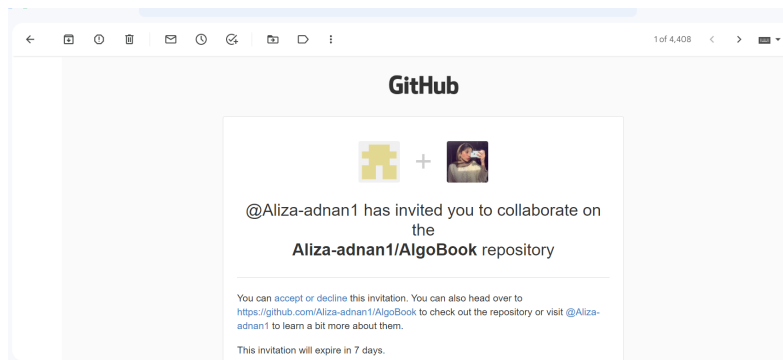 1 of 4,408
GitHub
@Aliza-adnan1 has invited you to collaborate on
the
Aliza-adnan1/AlgoBook repository
You can accept or decline this invitation. You can also head over to
https://github.com/Aliza-adnan1/AlgoBook to check out the repository or visit @Aliza-
adnan1 to learn a bit more about them.
This invitation will expire in 7 days.